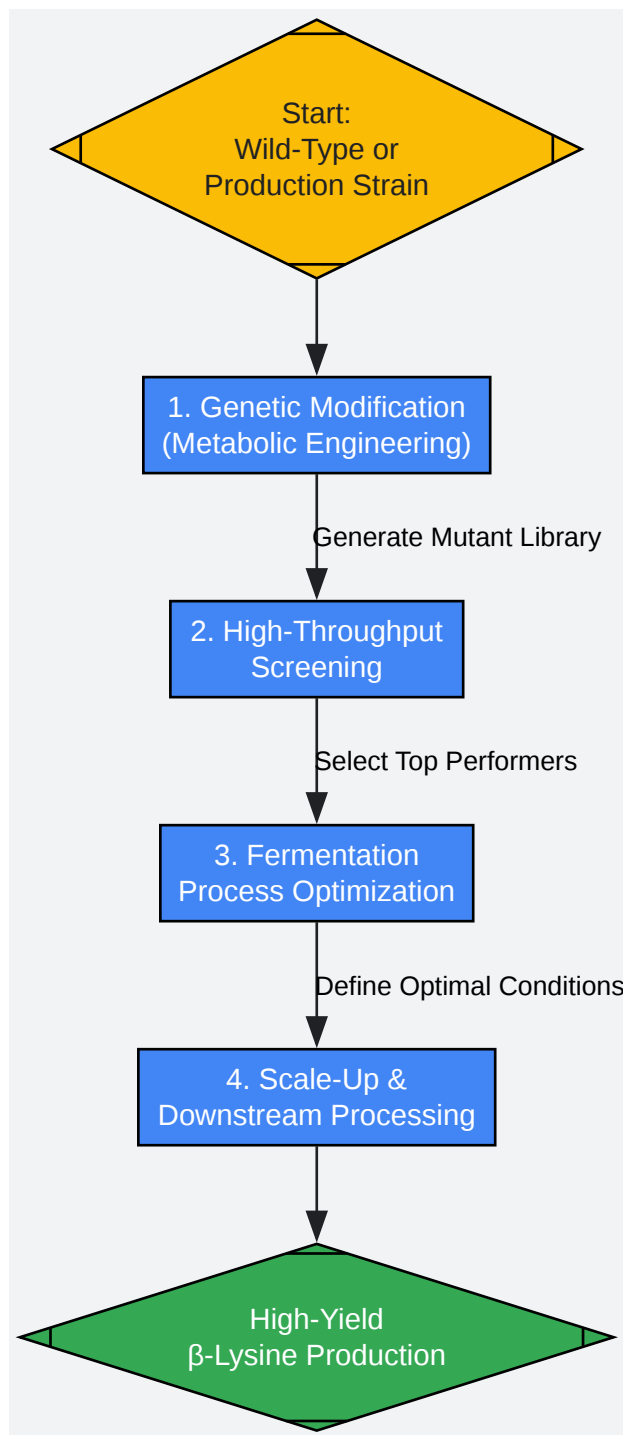 Start:
Wild-Type or
Production Strain
1. Genetic Modification
(Metabolic Engineering)
Generate Mutant Library
2. High-Throughput
Screening
Select Top Performers
3. Fermentation
Process Optimization
Define Optimal Conditions
4. Scale-Up &
Downstream Processing
High-Yield
β-Lysine Production